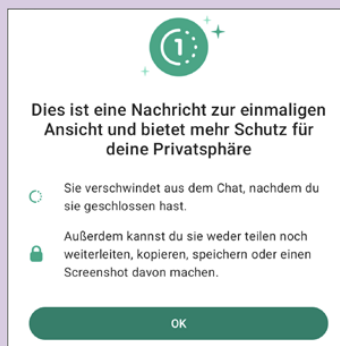 1
Dies ist eine Nachricht zur einmaligen
Ansicht und bietet mehr Schutz für
deine Privatsphäre
Sie verschwindet aus dem Chat, nachdem du
sie geschlossen hast.
Außerdem kannst du sie weder teilen noch
weiterleiten, kopieren, speichern oder einen
Screenshot davon machen.
OK